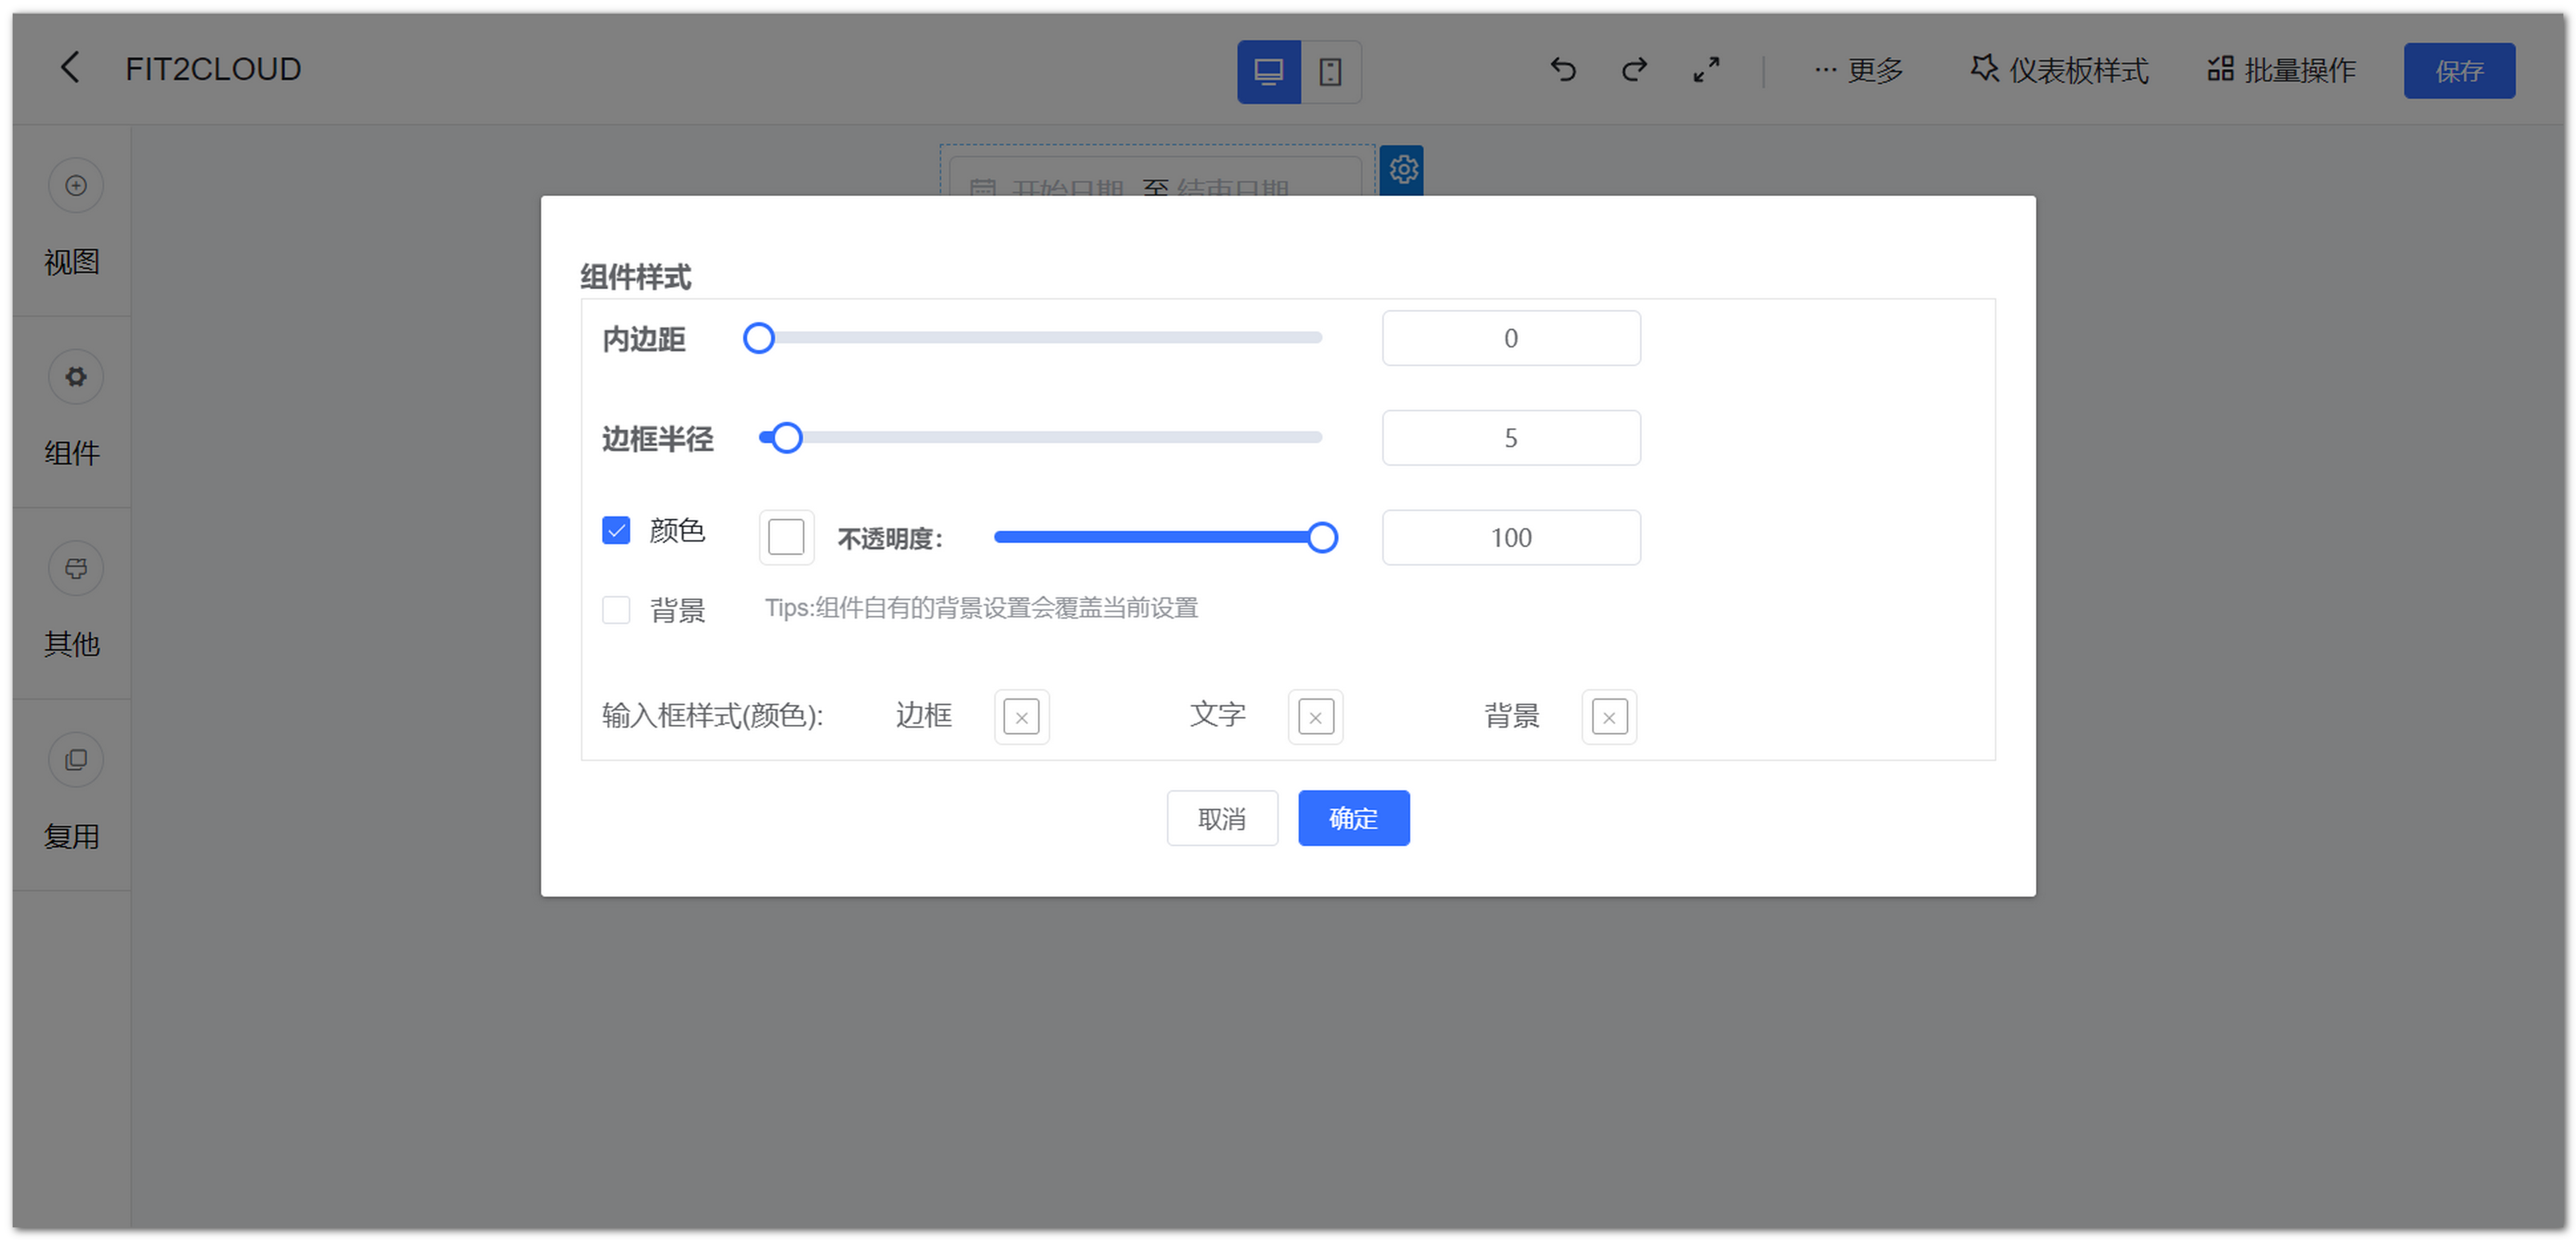 FIT2CLOUD
··· 更多
仪表板样式
批量操作
保存
视图
组件
其他
复用
开始日期 至 结束日期
组件样式
内边距 0
边框半径 5
颜色 不透明度: 100
背景 Tips:组件自有的背景设置会覆盖当前设置
输入框样式(颜色): 边框 文字 背景
取消 确定